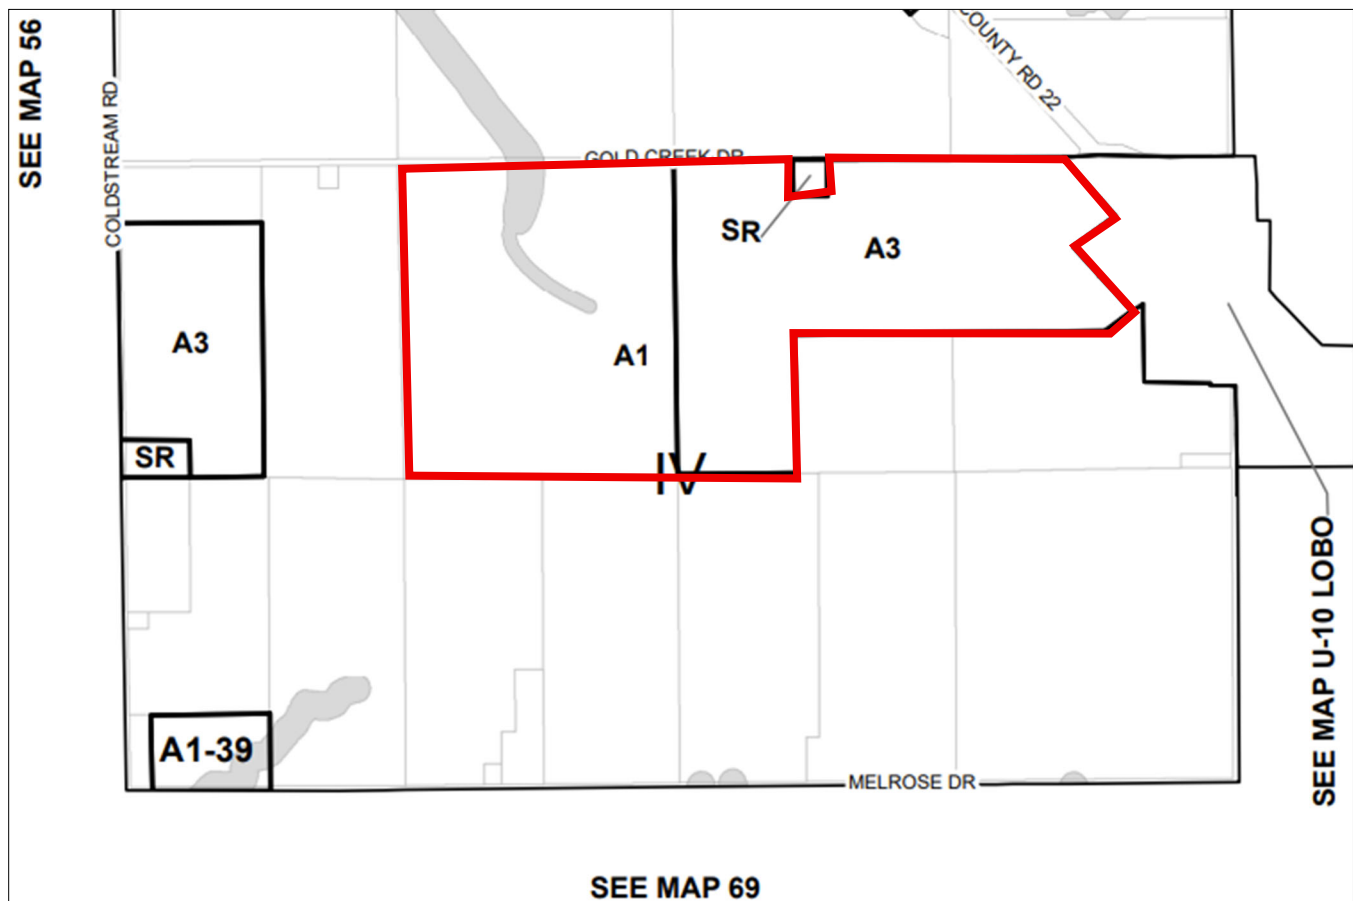 SEE MAP 56
COLDSTREAM RD
COUNTY RD 22
GOLD CREEK DR
SR
A3
A3
A1
SR
IV
A1-39
MELROSE DR
SEE MAP U-10 LOBO
SEE MAP 69